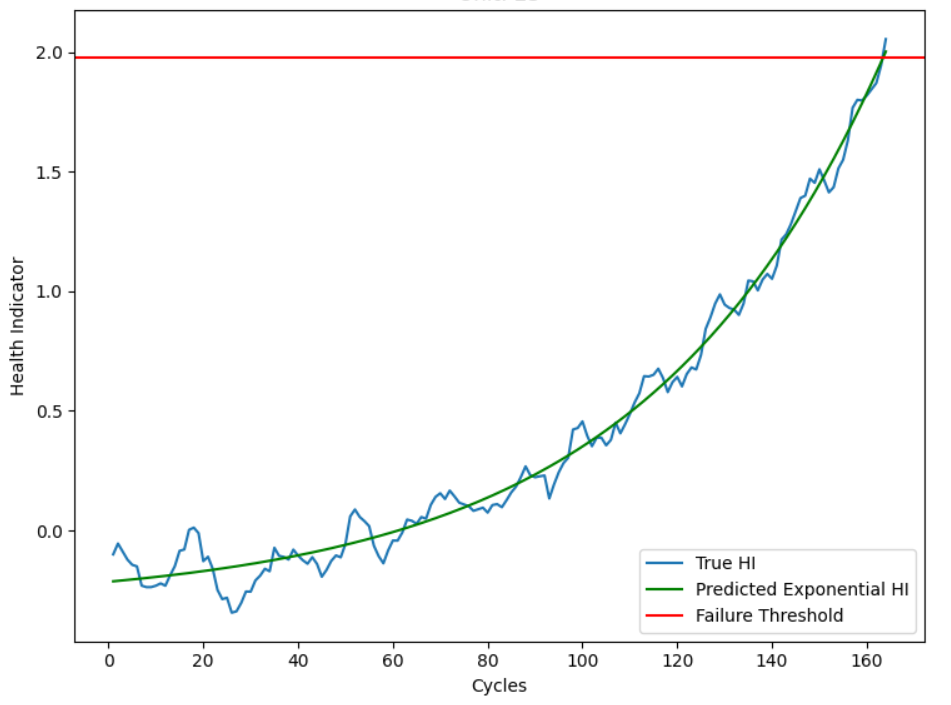 2.0
1.5
1.0
0.5
0.0
Health Indicator
0 20 40 60 80 100 120 140 160
Cycles
True HI
Predicted Exponential HI
Failure Threshold